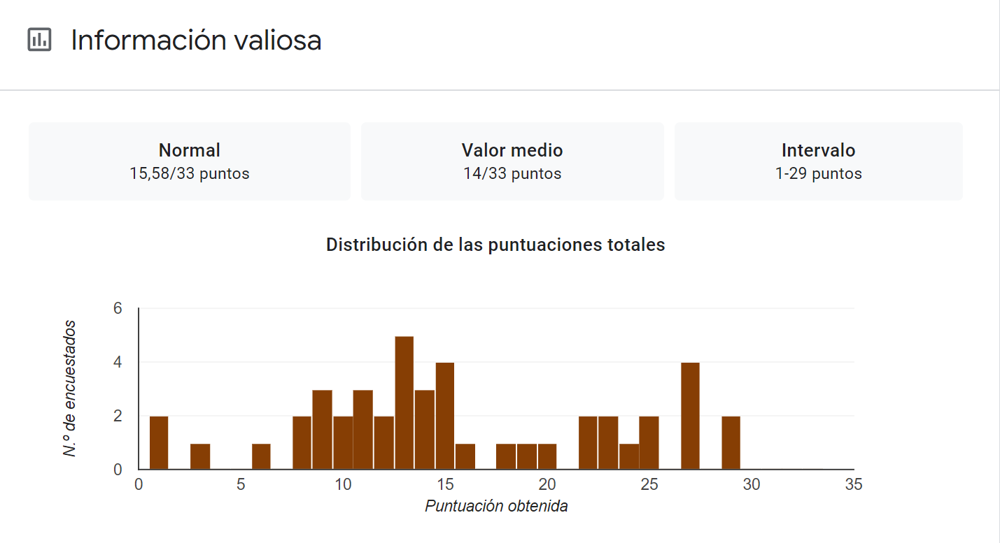 Información valiosa
Normal
15,58/33 puntos
Valor medio
14/33 puntos
Intervalo
1-29 puntos
Distribución de las puntuaciones totales
N.º de encuestados
6
4
2
0
0 5 10 15 20 25 30 35
Puntuación obtenida